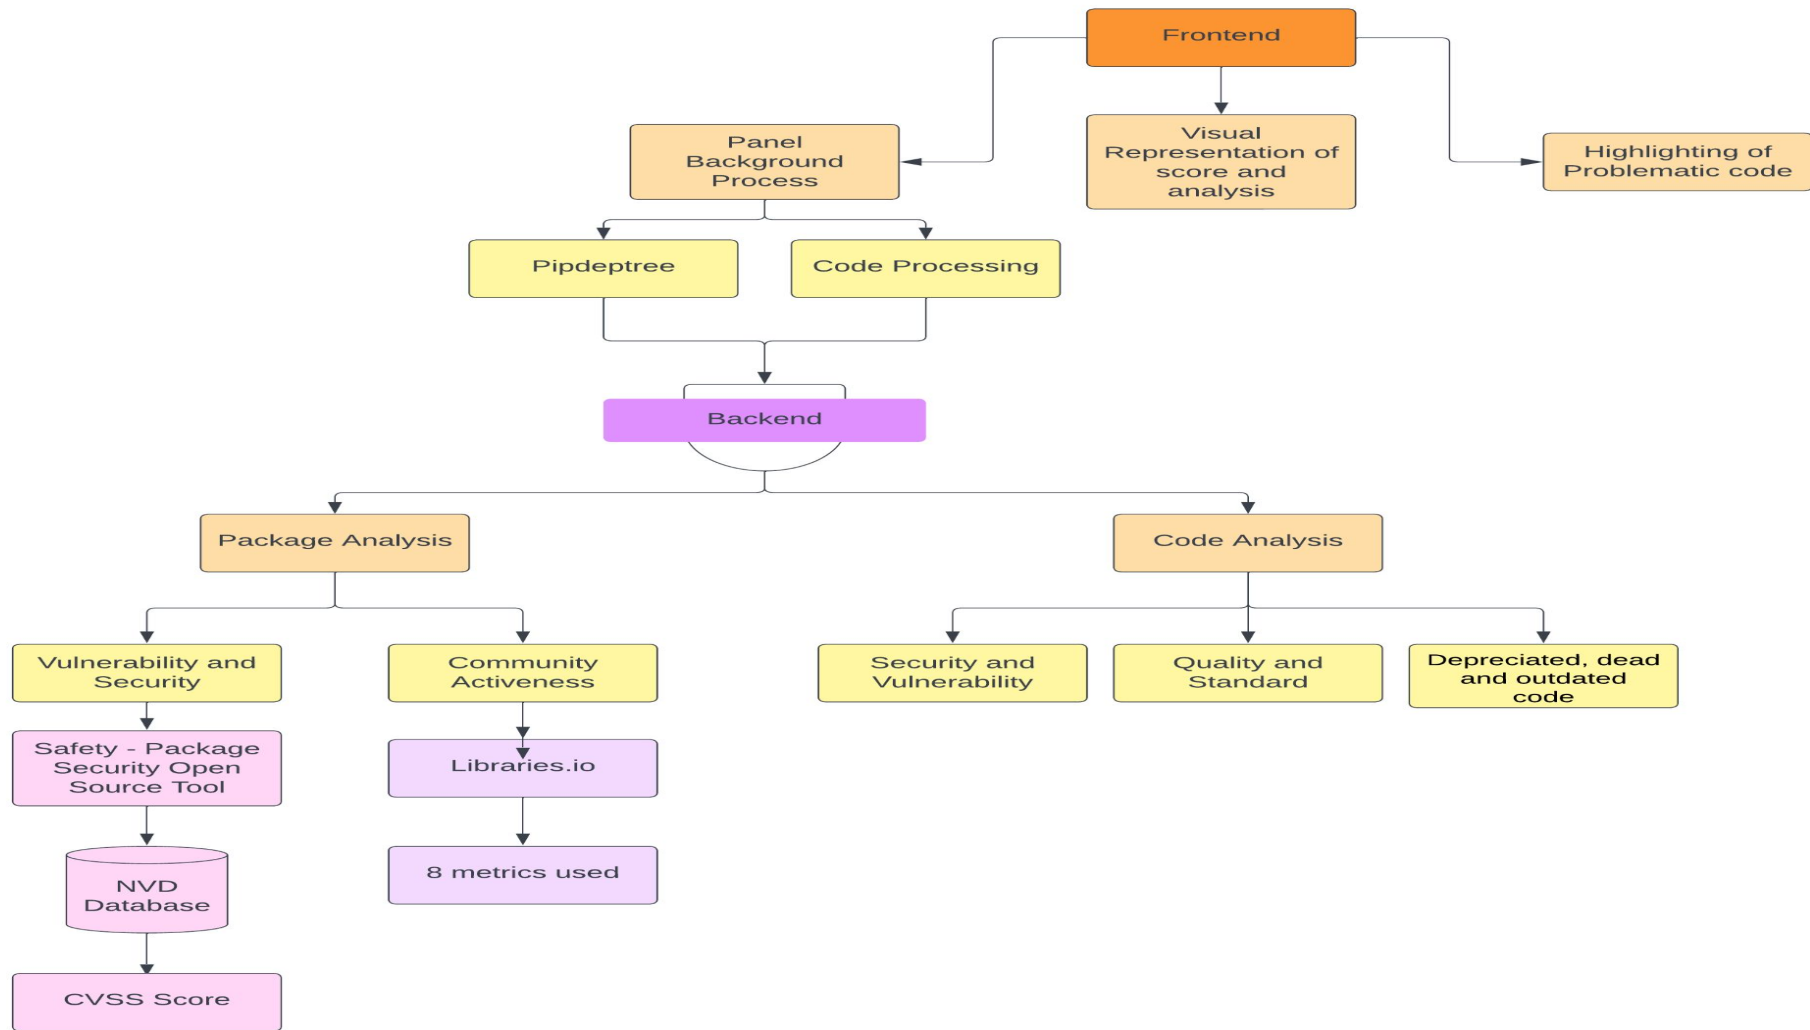 Frontend
Panel
Background
Process
Visual
Representation of
score and
analysis
Highlighting of
Problematic code
Pipdeptree
Code Processing
Backend
Package Analysis
Code Analysis
Vulnerability and
Security
Community
Activeness
Security and
Vulnerability
Quality and
Standard
Depreciated, dead
and outdated
code
Safety - Package
Security Open
Source Tool
Libraries.io
NVD
Database
8 metrics used
CVSS Score